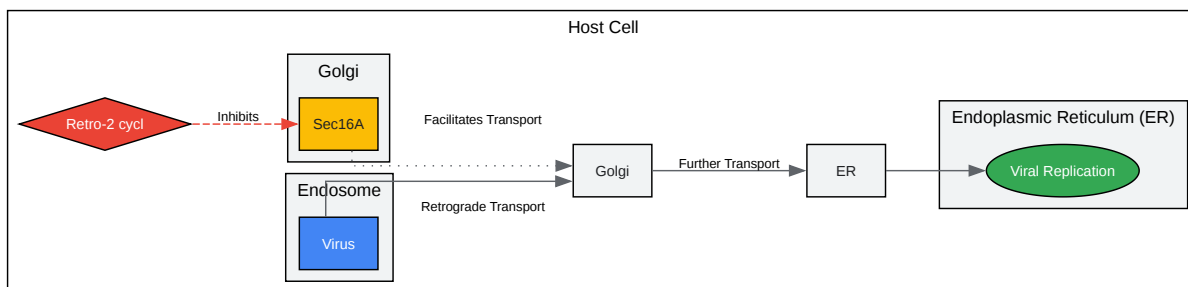 Host Cell
Golgi
Endoplasmic Reticulum (ER)
Retro-2 cycl
Inhibits
Sec16A
Facilitates Transport
Golgi
Further Transport
ER
Viral Replication
Endosome
Retrograde Transport
Virus